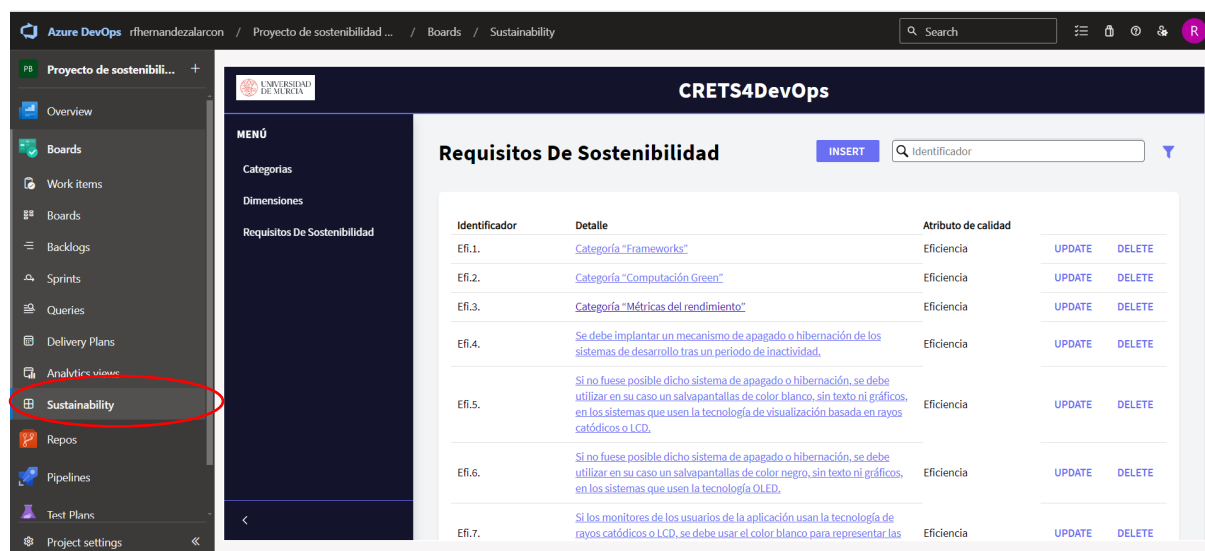 Azure DevOps rfhernandezalarcon / Proyecto de sostenibilidad ... / Boards / Sustainability
Search
R
PB Proyecto de sostenibili... +
Overview
Boards
Work items
Boards
Backlogs
Sprints
Queries
Delivery Plans
Analytics views
Sustainability
Repos
Pipelines
Test Plans
Project settings
UNIVERSIDAD
DE MURCIA
CRETS4DevOps
MENÚ
Categorias
Dimensiones
Requisitos De Sostenibilidad
Requisitos De Sostenibilidad
INSERT
Identificador
Identificador Detalle Atributo de calidad
Efi.1. Categoría “Frameworks” Eficiencia UPDATE DELETE
Efi.2. Categoría “Computación Green” Eficiencia UPDATE DELETE
Efi.3. Categoría “Métricas del rendimiento” Eficiencia UPDATE DELETE
Se debe implantar un mecanismo de apagado o hibernación de los
Efi.4. sistemas de desarrollo tras un periodo de inactividad. Eficiencia UPDATE DELETE
Si no fuese posible dicho sistema de apagado o hibernación, se debe
utilizar en su caso un salvapantallas de color blanco, sin texto ni gráficos,
Efi.5. en los sistemas que usen la tecnología de visualización basada en rayos Eficiencia UPDATE DELETE
catódicos o LCD.
Si no fuese posible dicho sistema de apagado o hibernación, se debe
Efi.6. utilizar en su caso un salvapantallas de color negro, sin texto ni gráficos, Eficiencia UPDATE DELETE
en los sistemas que usen la tecnología OLED.
Si los monitores de los usuarios de la aplicación usan la tecnología de
Efi.7. rayos catódicos o LCD, se debe usar el color blanco para representar las Eficiencia UPDATE DELETE